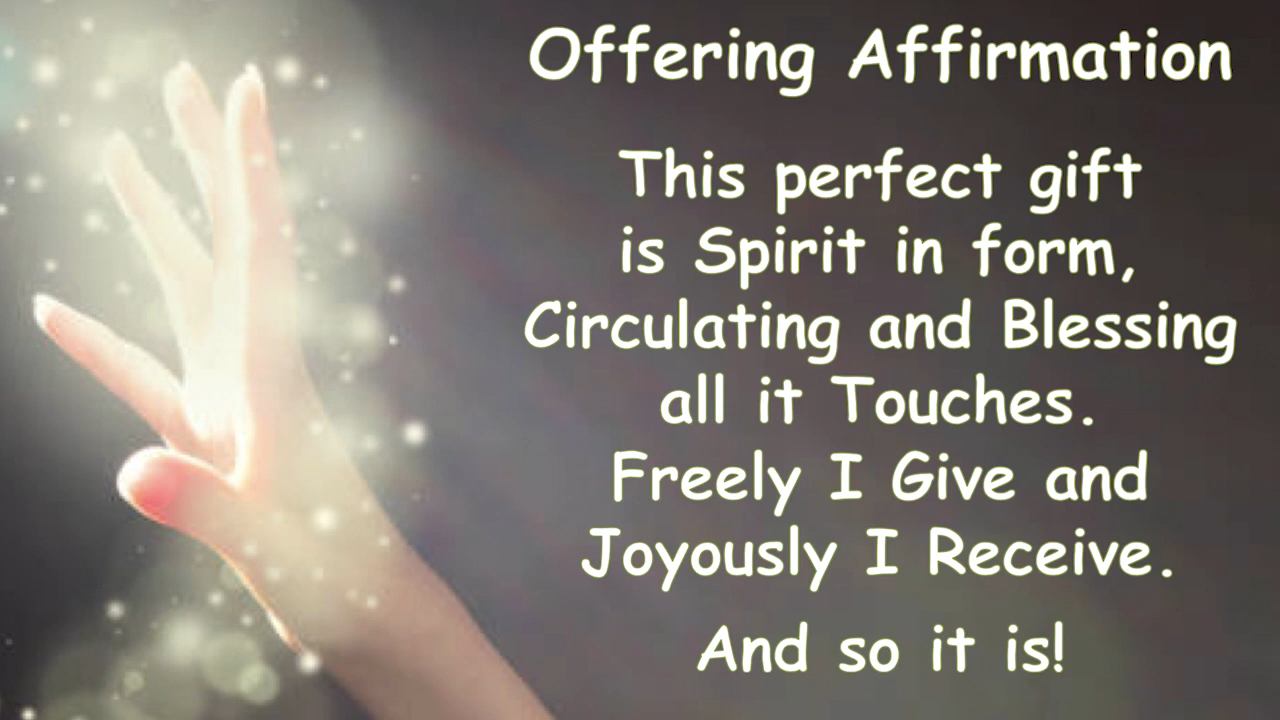 Offering Affirmation
This perfect gift
is Spirit in form,
Circulating and Blessing
all it Touches.
Freely I Give and
Joyously I Receive.
And so it is!